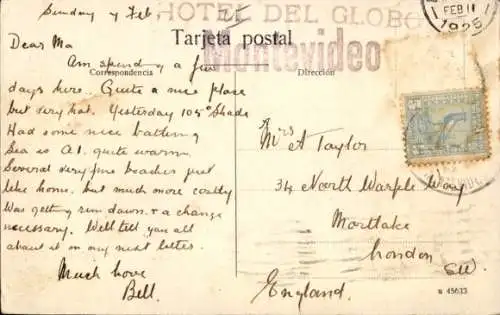 HOTEL DEL GLOBO
Montevideo
Tarjeta postal
Correspondencia
Dirección
FEB 11
1925
Sunday 4 Feb. 25
Dear Ma
Am spending a few
days here. Quite a nice place
but very hot. Yesterday 105° Shade
Had some nice bathing
Sea is A1. quite warm.
Several very fine beaches just
like home. but much more costly
Was getting run down + a change
necessary. Will tell you all
about it on my next letter.
Much love
Bell.
Mrs A Taylor
34 North Warple Way
Mortlake
London
SW.
England.
45633